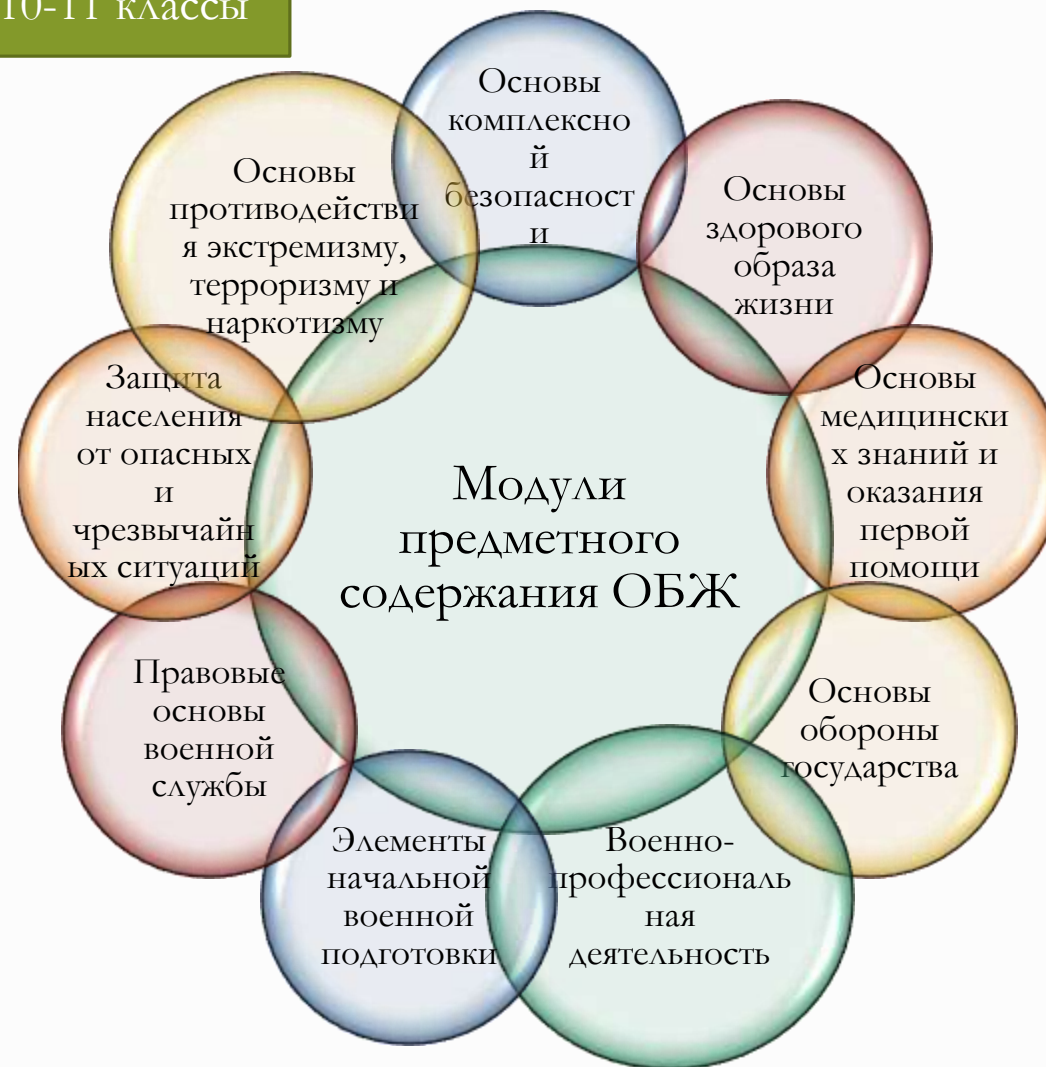 10-11 классы
Основы
комплексно
й
безопасност
и
Основы
здорового
образа
жизни
Основы
медицински
х знаний и
оказания
первой
помощи
Основы
обороны
государства
Военно-
профессиональ
ная
деятельность
Элементы
начальной
военной
подготовки
Правовые
основы
военной
службы
Защита
населения
от опасных
и
чрезвычайн
ых ситуаций
Основы
противодействи
я экстремизму,
терроризму и
наркотизму
Модули
предметного
содержания ОБЖ